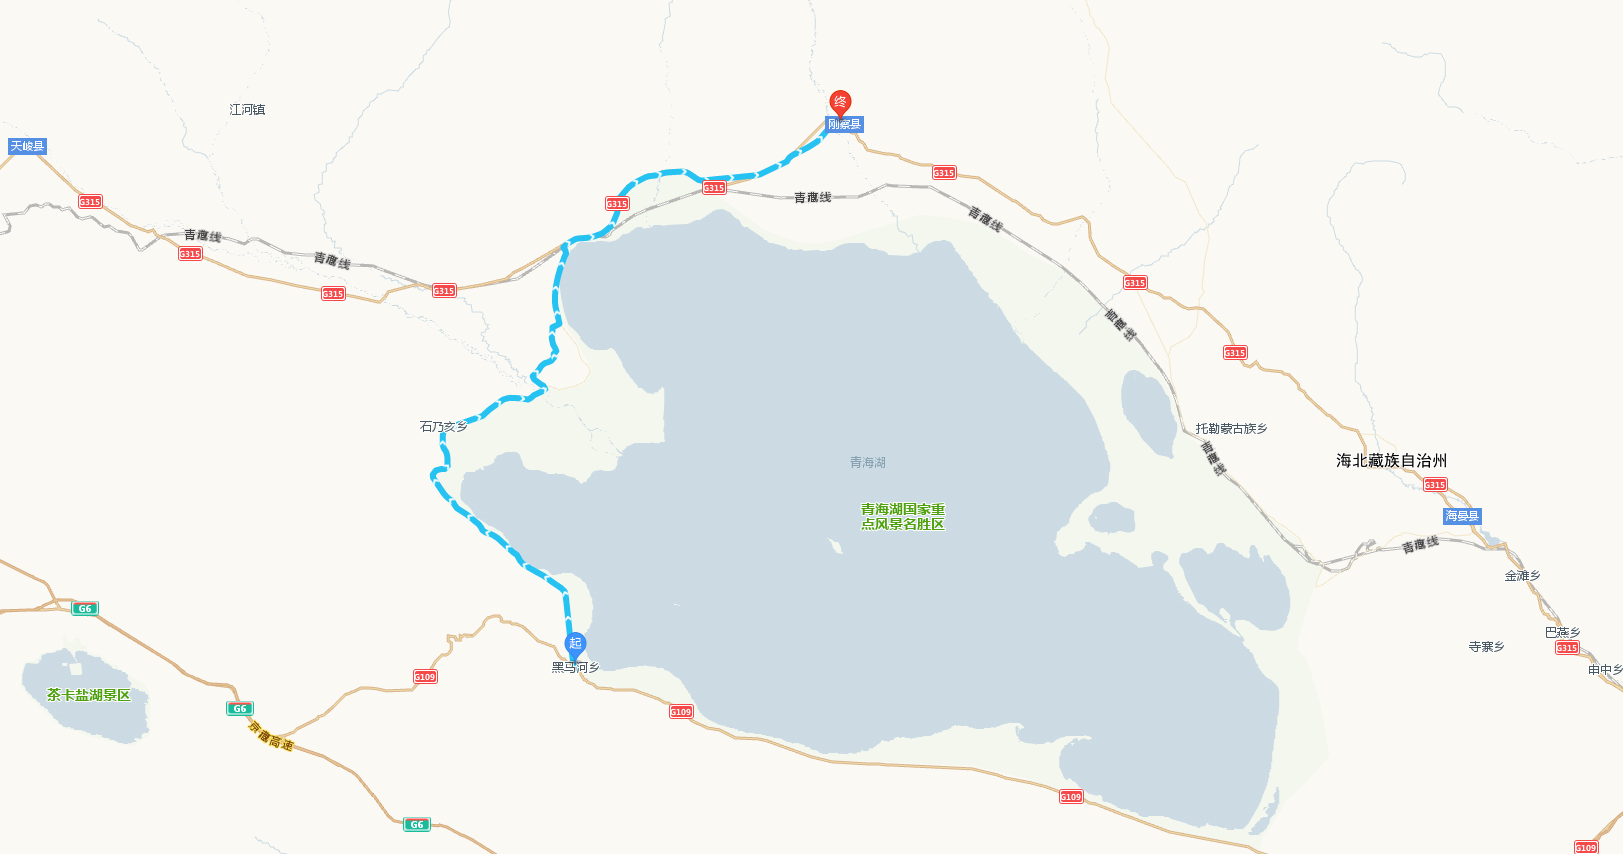 终
刚察县
江河镇
天峻县
G315
G315
G315
G315
G315
青藏线
青藏线
青藏线
青藏线
G315
G315
G315
G315
青藏线
G315
石乃亥乡
托勒蒙古族乡
青藏线
海北藏族自治州
青海湖
G315
青海湖国家重
点风景名胜区
海晏县
青藏线
金滩乡
G6
起
黑马河乡
巴燕乡
G315
寺寨乡
申中乡
G109
茶卡盐湖景区
G6
G109
京藏高速
G109
G6
G109